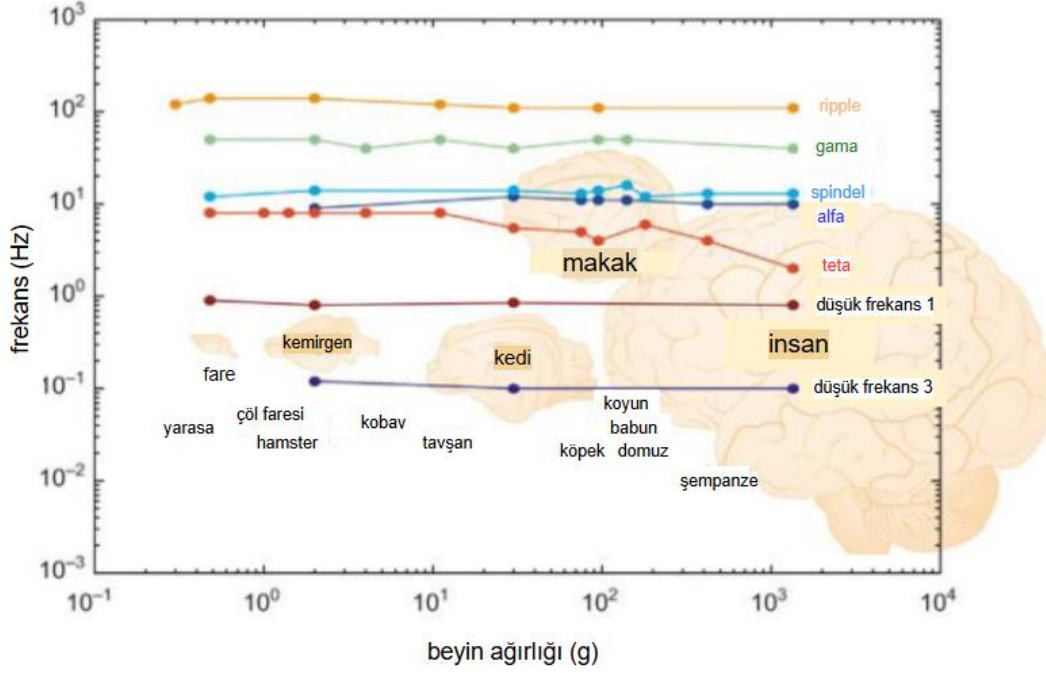 10³
10²
10¹
10⁰
10⁻¹
10⁻²
10⁻³
frekans (Hz)
ripple
gama
spindel
alfa
teta
düşük frekans 1
düşük frekans 3
makak
insan
kedi
kemirgen
fare
yarasa
çöl faresi
hamster
kobav
tavşan
koyun
babun
köpek domuz
şempanze
10⁻¹ 10⁰ 10¹ 10² 10³ 10⁴
beyin ağırlığı (g)